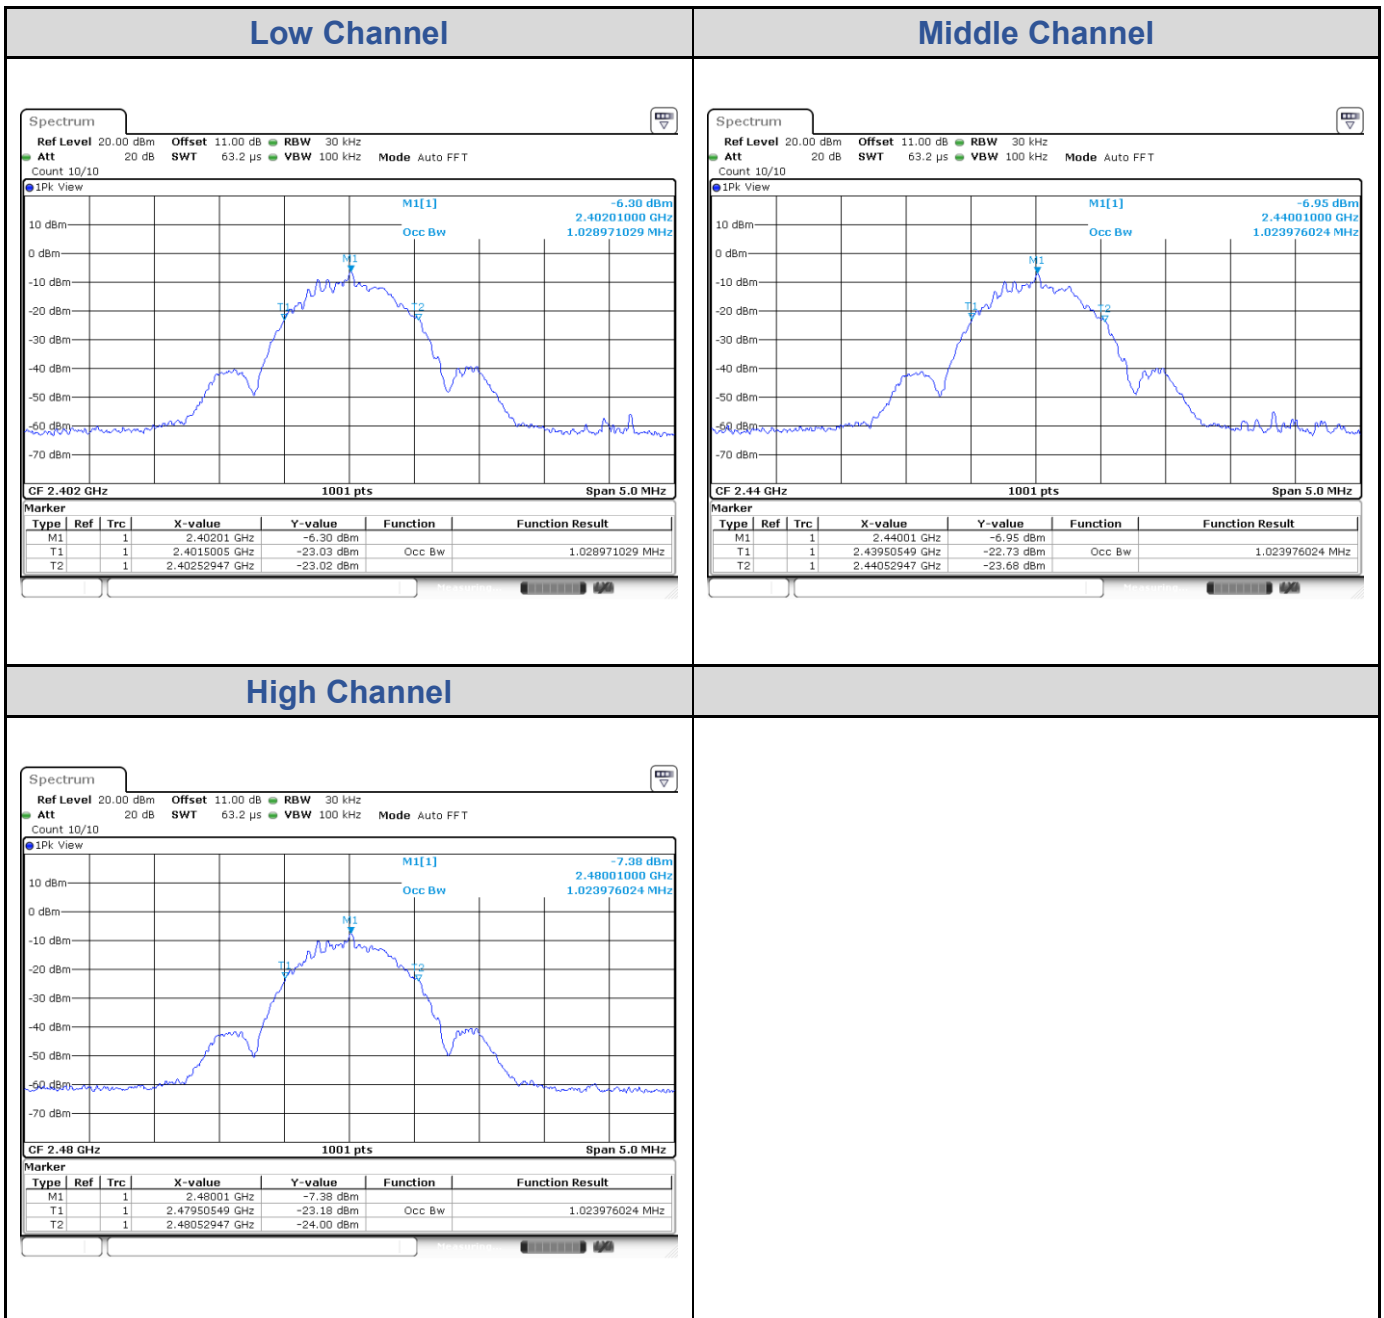 Low Channel
Middle Channel
Spectrum
Ref Level 20.00 dBm Offset 11.00 dB RBW 30 kHz
Att 20 dB SWT 63.2 µs VBW 100 kHz Mode Auto FFT
Count 10/10
1Pk View
M1[1] -6.30 dBm
2.40201000 GHz
Occ Bw 1.028971029 MHz
10 dBm
0 dBm
M1
-10 dBm
T1 T2
-20 dBm
-30 dBm
-40 dBm
-50 dBm
-60 dBm
-70 dBm
CF 2.402 GHz 1001 pts Span 5.0 MHz
Marker
Type Ref Trc X-value Y-value Function Function Result
M1 1 2.40201 GHz -6.30 dBm
T1 1 2.4015005 GHz -23.03 dBm Occ Bw 1.028971029 MHz
T2 1 2.40252947 GHz -23.02 dBm
Spectrum
Ref Level 20.00 dBm Offset 11.00 dB RBW 30 kHz
Att 20 dB SWT 63.2 µs VBW 100 kHz Mode Auto FFT
Count 10/10
1Pk View
M1[1] -6.95 dBm
2.44001000 GHz
Occ Bw 1.023976024 MHz
10 dBm
0 dBm
M1
-10 dBm
T1 T2
-20 dBm
-30 dBm
-40 dBm
-50 dBm
-60 dBm
-70 dBm
CF 2.44 GHz 1001 pts Span 5.0 MHz
Marker
Type Ref Trc X-value Y-value Function Function Result
M1 1 2.44001 GHz -6.95 dBm
T1 1 2.43950549 GHz -22.73 dBm Occ Bw 1.023976024 MHz
T2 1 2.44052947 GHz -23.68 dBm
High Channel
Spectrum
Ref Level 20.00 dBm Offset 11.00 dB RBW 30 kHz
Att 20 dB SWT 63.2 µs VBW 100 kHz Mode Auto FFT
Count 10/10
1Pk View
M1[1] -7.38 dBm
2.48001000 GHz
Occ Bw 1.023976024 MHz
10 dBm
0 dBm
M1
-10 dBm
T1 T2
-20 dBm
-30 dBm
-40 dBm
-50 dBm
-60 dBm
-70 dBm
CF 2.48 GHz 1001 pts Span 5.0 MHz
Marker
Type Ref Trc X-value Y-value Function Function Result
M1 1 2.48001 GHz -7.38 dBm
T1 1 2.47950549 GHz -23.18 dBm Occ Bw 1.023976024 MHz
T2 1 2.48052947 GHz -24.00 dBm